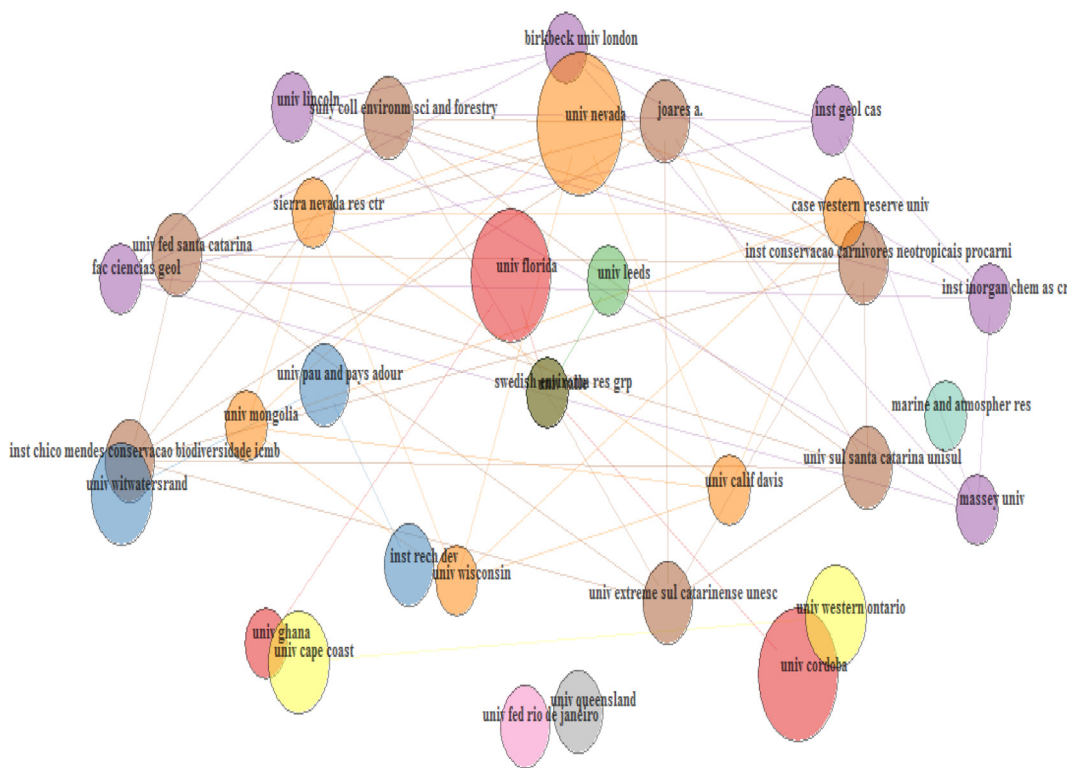 birkbeck univ london
univ lincoln
suny coll environm sci and forestry
univ nevada
joares a.
inst geol cas
sierra nevada res ctr
case western reserve univ
univ fed santa catarina
inst conservacao carnivores neotropicais procarni
fac ciencias geol
univ florida
univ leeds
inst inorgan chem as cr
univ pau and pays adour
swedish res grp
univ mongolia
marine and atmospher res
inst chico mendes conservacao biodiversidade icmb
univ sul santa catarina unisul
univ witwatersrand
univ calif davis
massey univ
inst rech dev
univ wisconsin
univ extreme sul catarinense unesc
univ western ontario
univ ghana
univ cape coast
univ cordoba
univ queensland
univ fed rio de janeiro